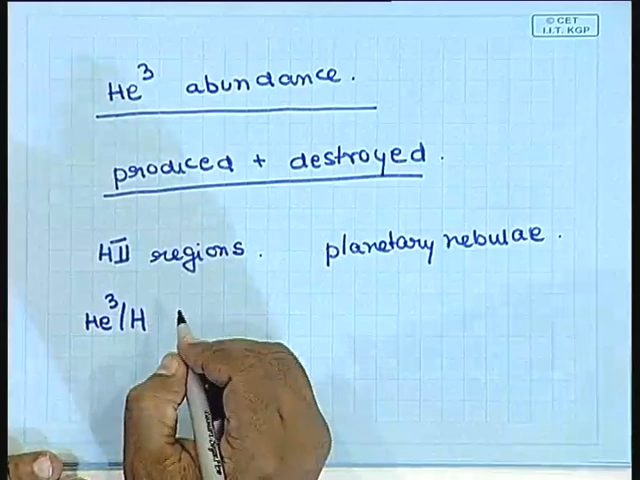 © CET
I.I.T. KGP
He³ abundance.
produced + destroyed.
HII regions. planetary nebulae.
He³/H